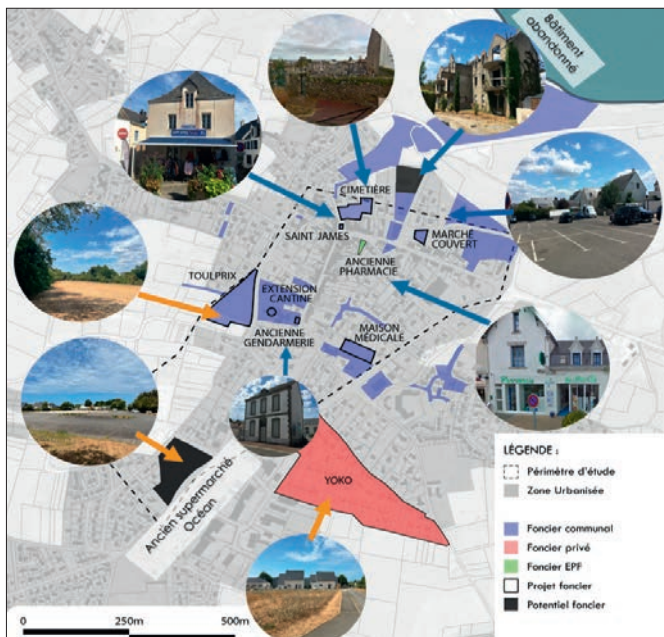 Bâtiment
abandonné
CIMETIÈRE
SAINT JAMES
MARCHÉ
COUVERT
ANCIENNE
PHARMACIE
TOULPRIX
EXTENSION
CANTINE
ANCIENNE
GENDARMERIE
MAISON
MÉDICALE
YOKO
Ancien supermarché
Océan
LÉGENDE :
Périmètre d'étude
Zone Urbanisée
Foncier communal
Foncier privé
Foncier EPF
Projet foncier
Potentiel foncier
0 250m 500m